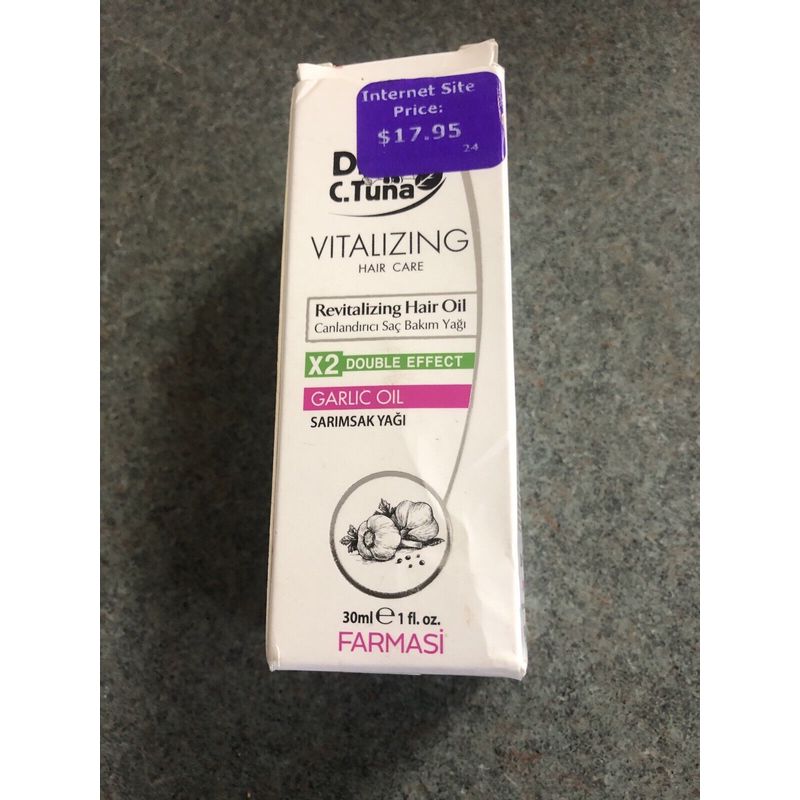 Internet Site
Price:
$17.95
24
C.Tuna
VITALIZING
HAIR CARE
Revitalizing Hair Oil
Canlandırıcı Saç Bakım Yağı
X2 DOUBLE EFFECT
GARLIC OIL
SARIMSAK YAĞI
30ml ℮ 1 fl. oz.
FARMASİ